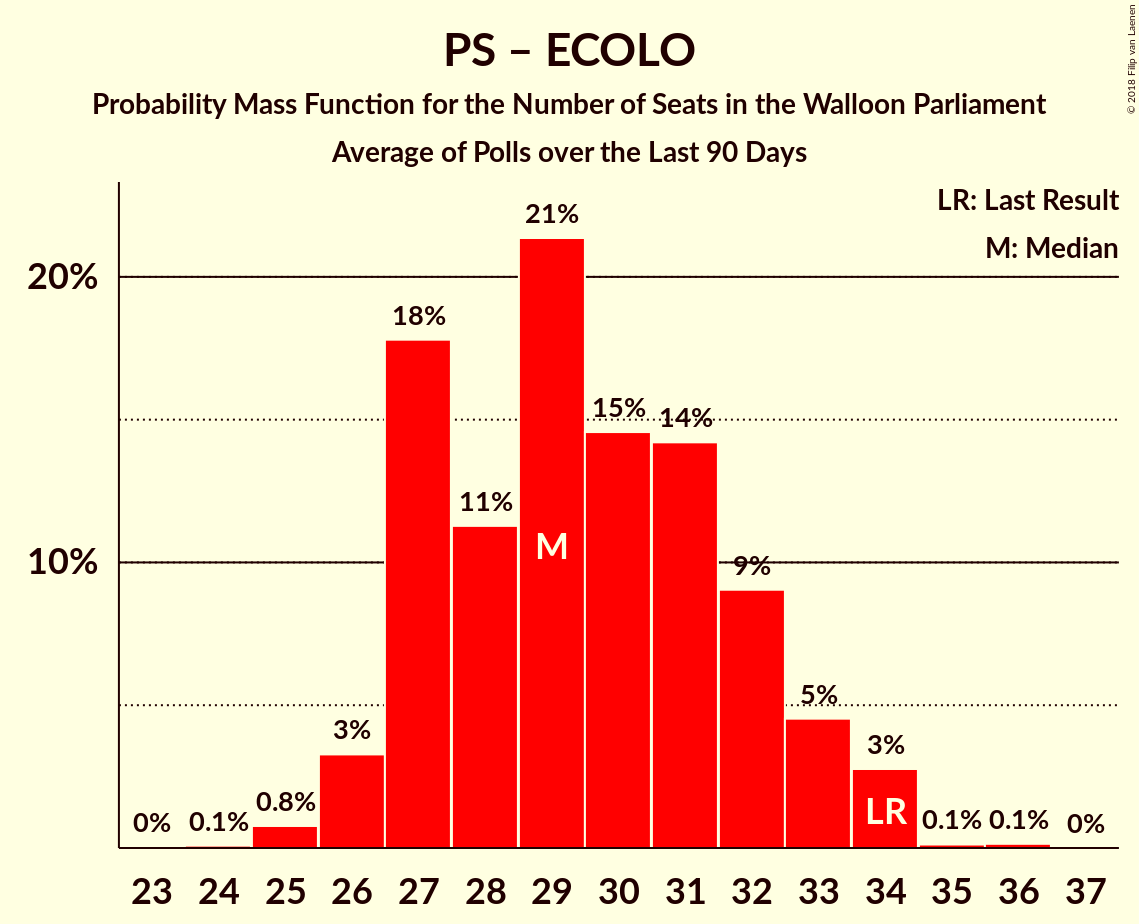 PS – ECOLO
Probability Mass Function for the Number of Seats in the Walloon Parliament
Average of Polls over the Last 90 Days
© 2018 Filip van Laenen
LR: Last Result
M: Median
20%
10%
0%
0.1%
0.8%
3%
18%
11%
21%
15%
14%
9%
5%
3%
0.1%
0.1%
0%
M
LR
23 24 25 26 27 28 29 30 31 32 33 34 35 36 37